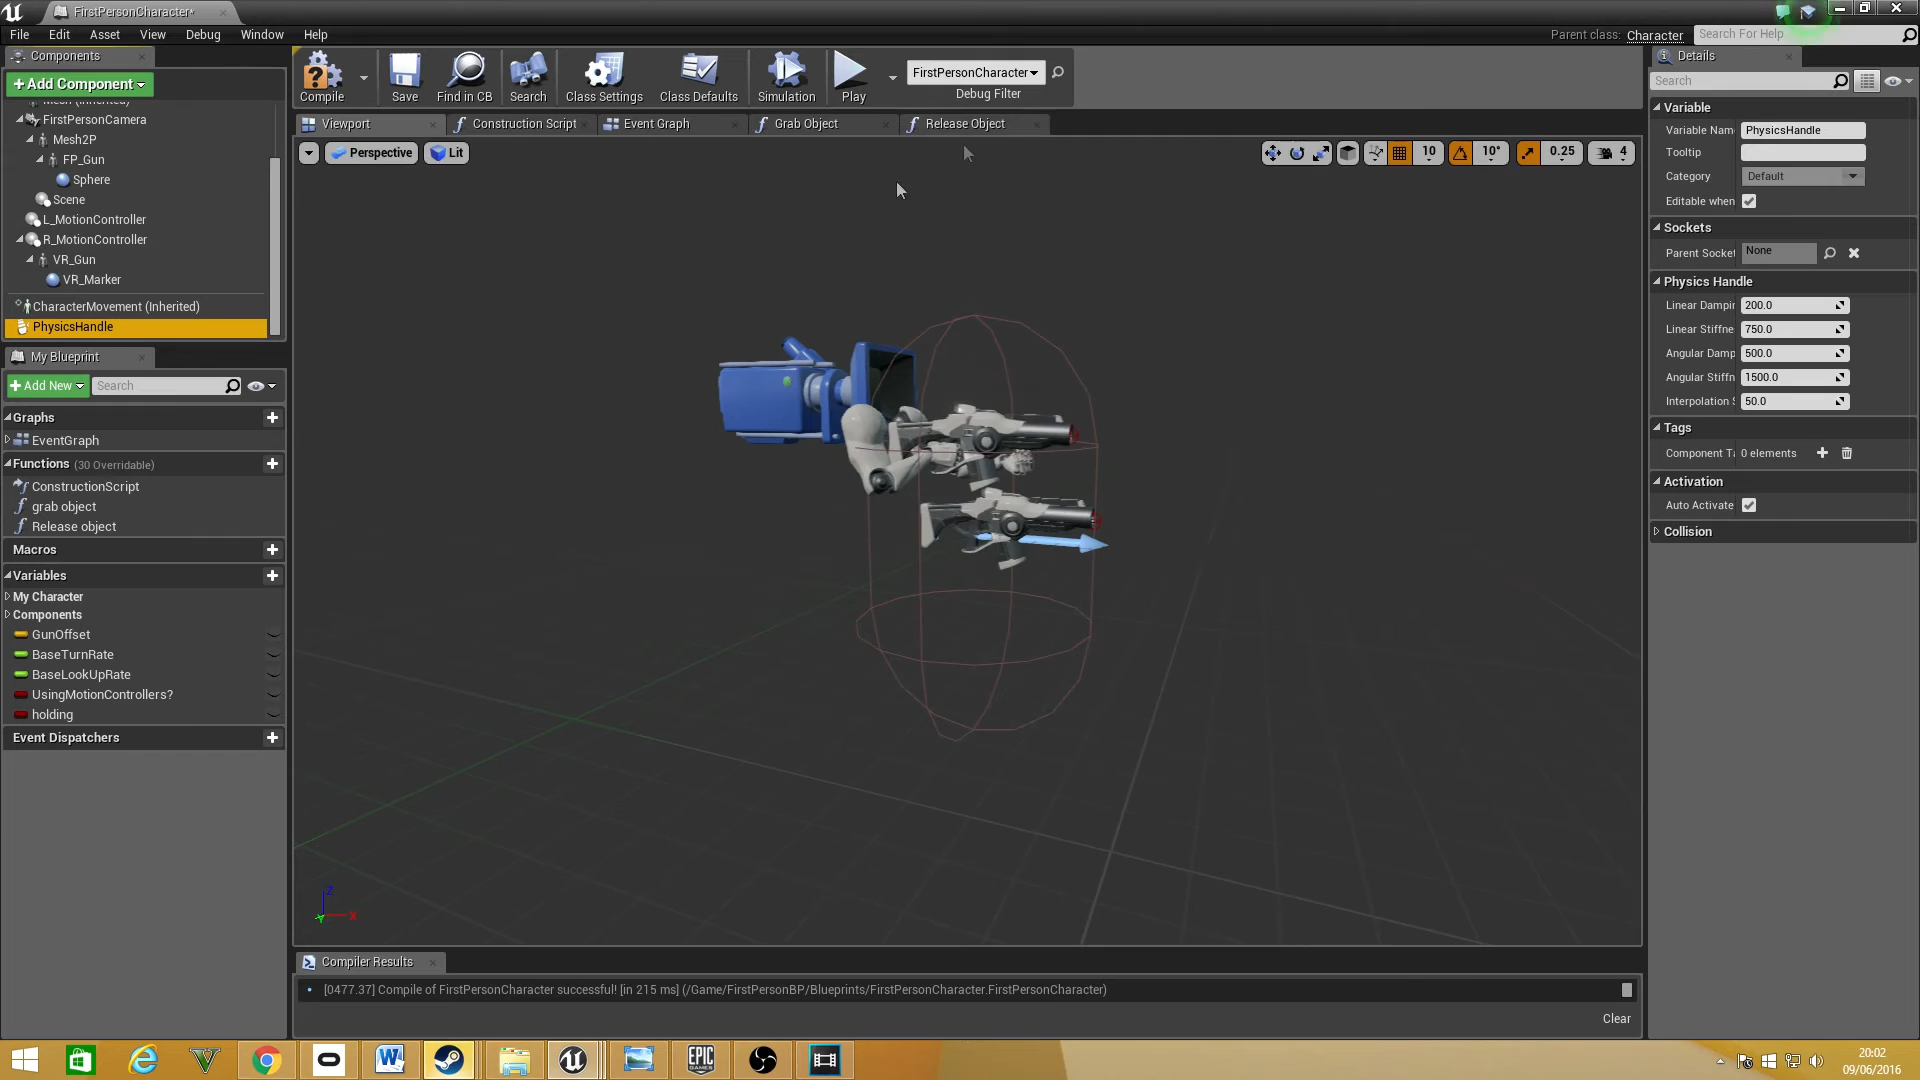 FirstPersonCharacter*
File Edit Asset View Debug Window Help
Parent class: Character
Search For Help
Components
+Add Component
FirstPersonCamera
Mesh2P
FP_Gun
Sphere
Scene
L_MotionController
R_MotionController
VR_Gun
VR_Marker
CharacterMovement (Inherited)
PhysicsHandle
My Blueprint
+Add New
Search
Graphs
EventGraph
Functions (30 Overridable)
ConstructionScript
grab object
Release object
Macros
Variables
My Character
Components
GunOffset
BaseTurnRate
BaseLookUpRate
UsingMotionControllers?
holding
Event Dispatchers
Compile
Save
Find in CB
Search
Class Settings
Class Defaults
Simulation
Play
FirstPersonCharacter
Debug Filter
Viewport
Construction Script
Event Graph
Grab Object
Release Object
Perspective
Lit
10
10°
0.25
4
Z
X
Compiler Results
[0477.37] Compile of FirstPersonCharacter successful! [in 215 ms] (/Game/FirstPersonBP/Blueprints/FirstPersonCharacter.FirstPersonCharacter)
Clear
Details
Search
Variable
Variable Nam PhysicsHandle
Tooltip
Category Default
Editable when
Sockets
Parent Socket None
Physics Handle
Linear Dampin 200.0
Linear Stiffne 750.0
Angular Damp 500.0
Angular Stiffn 1500.0
Interpolation S 50.0
Tags
Component Ta 0 elements
Activation
Auto Activate
Collision
EPIC
GAMES
20:02
09/06/2016